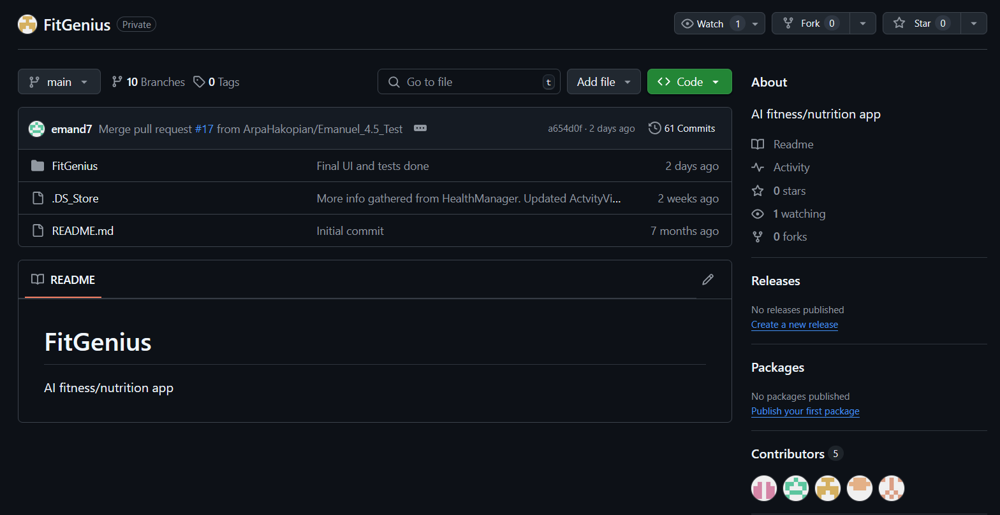 FitGenius Private Watch 1 Fork 0 Star 0
main 10 Branches 0 Tags Go to file t Add file Code
emand7 Merge pull request #17 from ArpaHakopian/Emanuel_4.5_Test a654d0f · 2 days ago 61 Commits
FitGenius Final UI and tests done 2 days ago
.DS_Store More info gathered from HealthManager. Updated ActvityVi... 2 weeks ago
README.md Initial commit 7 months ago
README
FitGenius
AI fitness/nutrition app
About
AI fitness/nutrition app
Readme
Activity
0 stars
1 watching
0 forks
Releases
No releases published
Create a new release
Packages
No packages published
Publish your first package
Contributors 5